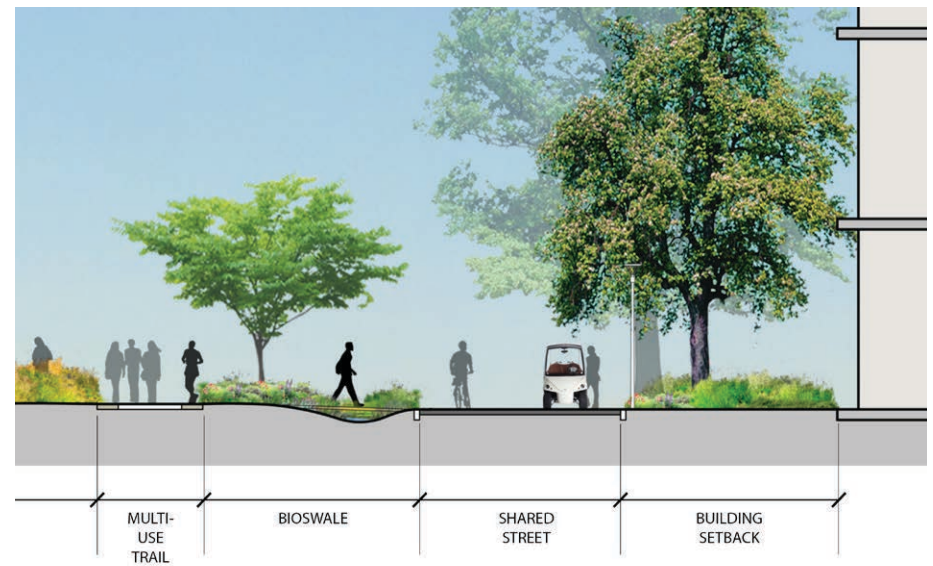 MULTI-
USE
TRAIL
BIOSWALE
SHARED
STREET
BUILDING
SETBACK